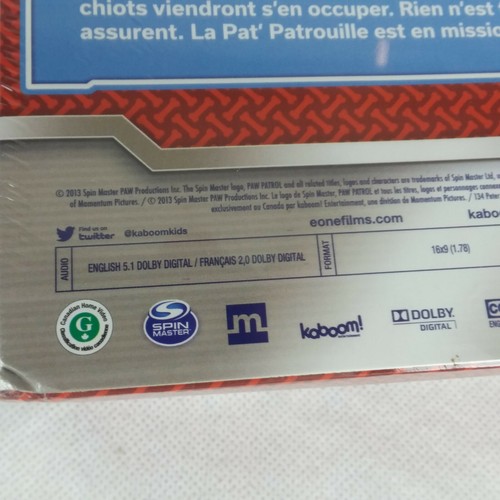 chiots viendront s'en occuper. Rien n'est
assurent. La Pat' Patrouille est en missio
© 2013 Spin Master PAW Productions Inc. The Spin Master logo, PAW PATROL and all related titles, logos and characters are trademarks of Spin Master Ltd.
of Momentum Pictures. / © 2013 Spin Master PAW Productions Inc. Le logo de Spin Master, PAW PATROL et tous les titres, logos et personnages
exclusivement au Canada par kaboom! Entertainment, une division de Momentum Pictures. / 134 Peter
eonefilms.com
kabo
Find us on
twitter @kaboomkids
AUDIO
ENGLISH 5.1 DOLBY DIGITAL / FRANÇAIS 2,0 DOLBY DIGITAL
FORMAT
16x9 (1.78)
Canadian Home Video
G
SPIN
MASTER
m
kaboom!
DOLBY
DIGITAL